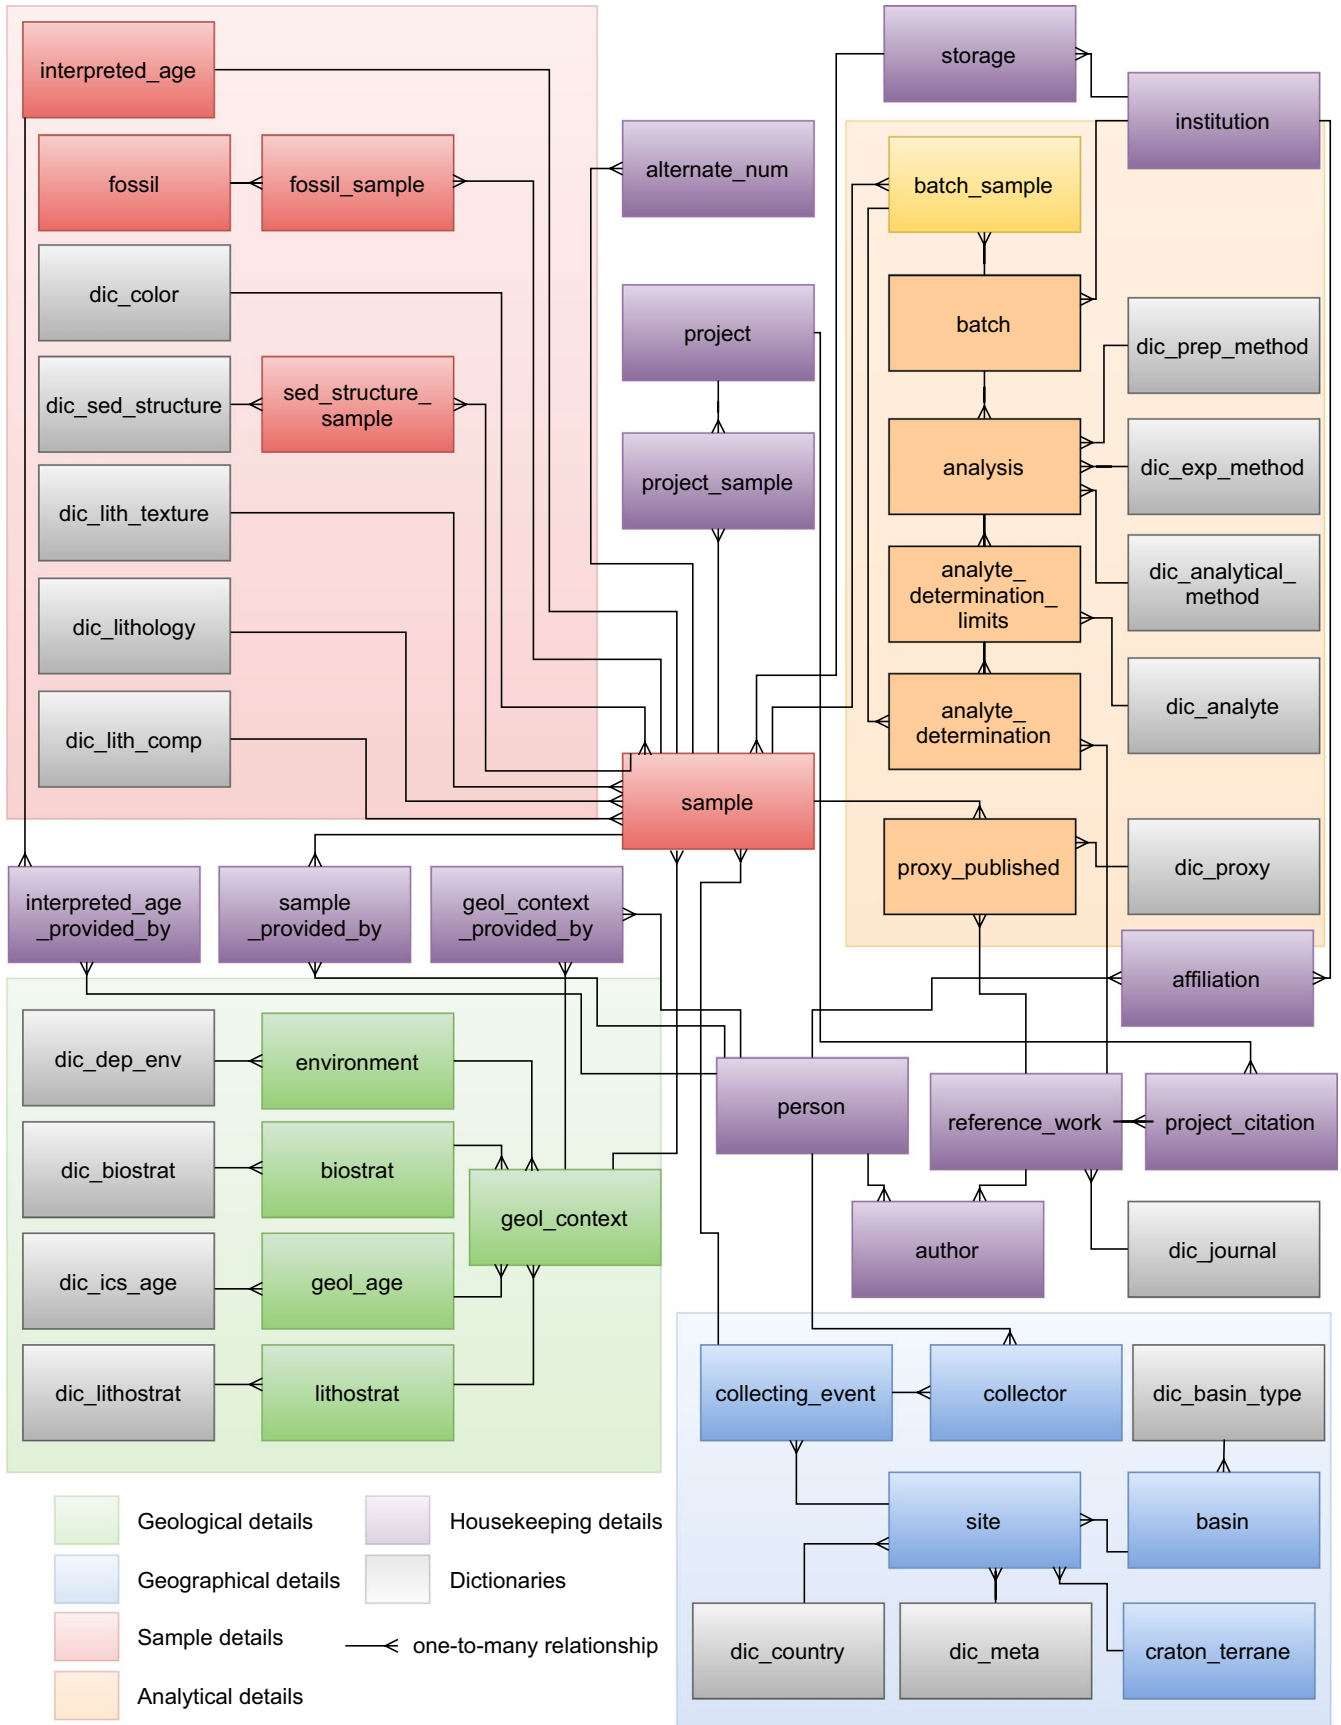 interpreted_age
storage
institution
fossil
fossil_sample
alternate_num
batch_sample
dic_color
project
batch
dic_prep_method
dic_sed_structure
sed_structure_
sample
project_sample
analysis
dic_exp_method
dic_lith_texture
analyte_
determination_
limits
dic_analytical_
method
dic_lithology
dic_analyte
dic_lith_comp
analyte_
determination
sample
proxy_published
dic_proxy
interpreted_age
_provided_by
sample
_provided_by
geol_context
_provided_by
affiliation
dic_dep_env
environment
person
reference_work
project_citation
dic_biostrat
biostrat
geol_context
author
dic_journal
dic_ics_age
geol_age
dic_lithostrat
lithostrat
collecting_event
collector
dic_basin_type
site
basin
dic_country
dic_meta
craton_terrane
Geological details
Housekeeping details
Geographical details
Dictionaries
Sample details
one-to-many relationship
Analytical details